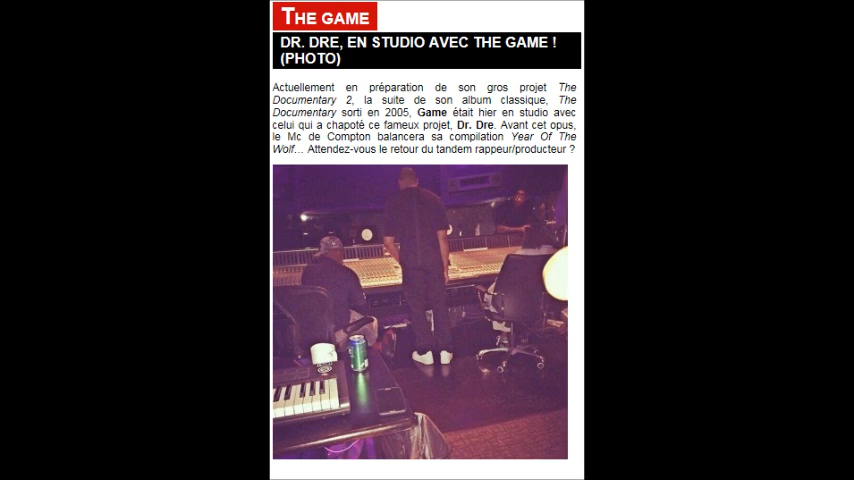 THE GAME
DR. DRE, EN STUDIO AVEC THE GAME !
(PHOTO)
Actuellement en préparation de son gros projet The
Documentary 2, la suite de son album classique, The
Documentary sorti en 2005, Game était hier en studio avec
celui qui a chapoté ce fameux projet, Dr. Dre. Avant cet opus,
le Mc de Compton balancera sa compilation Year Of The
Wolf... Attendez-vous le retour du tandem rappeur/producteur ?